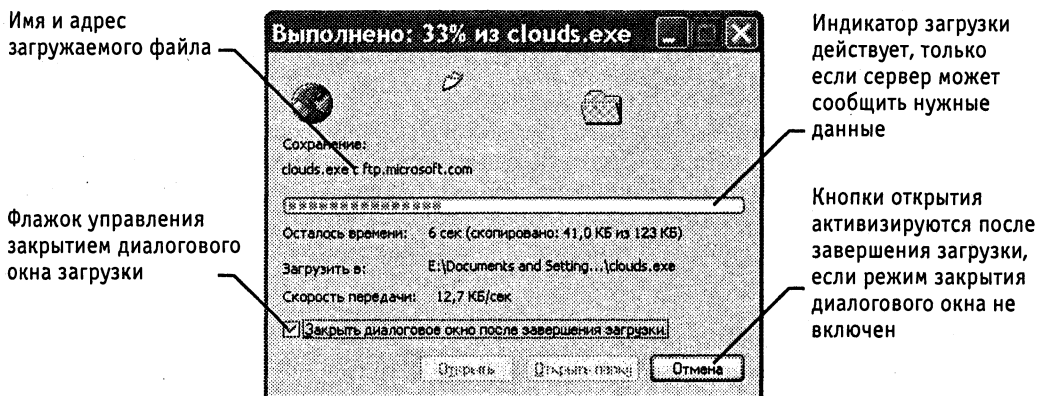 Имя и адрес
загружаемого файла
Флажок управления
закрытием диалогового
окна загрузки
Выполнено: 33% из clouds.exe
Сохранение:
clouds.exe с ftp.microsoft.com
Осталось времени: 6 сек (скопировано: 41,0 КБ из 123 КБ)
Загрузить в: E:\Documents and Setting...\clouds.exe
Скорость передачи: 12,7 КБ/сек
Закрыть диалоговое окно после завершения загрузки
Открыть Открыть папку Отмена
Индикатор загрузки
действует, только
если сервер может
сообщить нужные
данные
Кнопки открытия
активизируются после
завершения загрузки,
если режим закрытия
диалогового окна не
включен